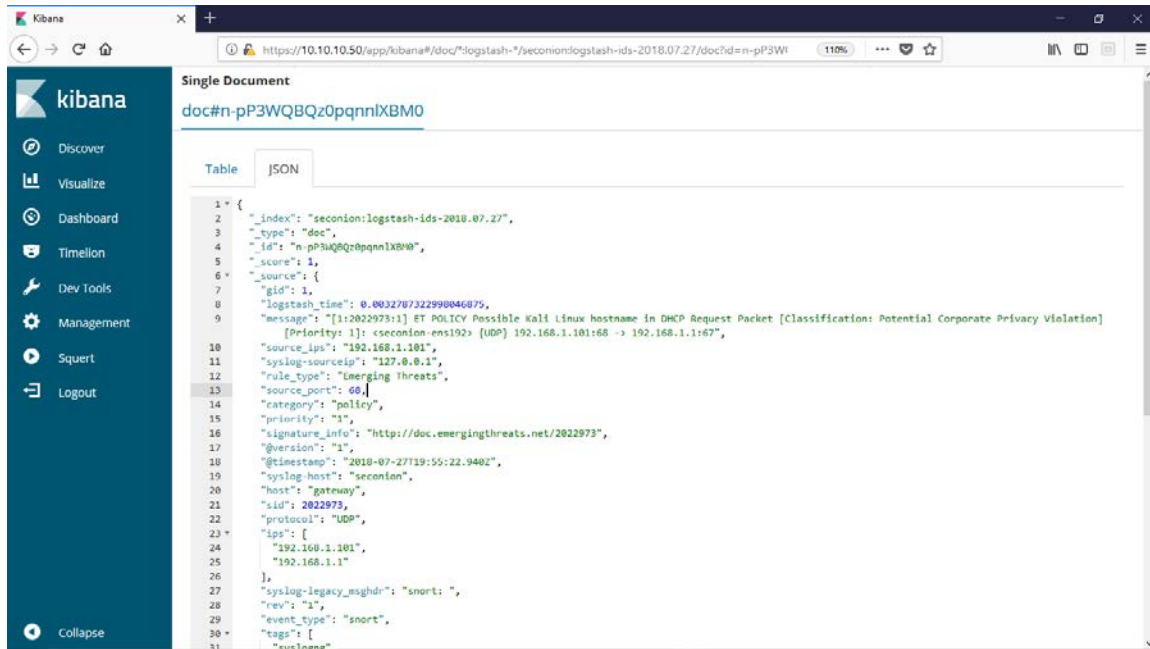 Kibana
https://10.10.10.50/app/kibana#/doc/*:logstash-*/seconion:logstash-ids-2018.07.27/doc?id=n-pP3W
110%
kibana
Discover
Visualize
Dashboard
Timelion
Dev Tools
Management
Squert
Logout
Collapse
Single Document
doc#n-pP3WQBQz0pqnnlXBM0
Table JSON
1 {
2 "_index": "seconion:logstash-ids-2018.07.27",
3 "_type": "doc",
4 "_id": "n-pP3WQBQz0pqnnlXBM0",
5 "_score": 1,
6 "_source": {
7 "gid": 1,
8 "logstash_time": 0.0032787322998046875,
9 "message": "[1:2022973:1] ET POLICY Possible Kali Linux hostname in DHCP Request Packet [Classification: Potential Corporate Privacy Violation]
[Priority: 1]: <seconion-ens192> {UDP} 192.168.1.101:68 -> 192.168.1.1:67",
10 "source_ips": "192.168.1.101",
11 "syslog-sourceip": "127.0.0.1",
12 "rule_type": "Emerging Threats",
13 "source_port": 68,
14 "category": "policy",
15 "priority": "1",
16 "signature_info": "http://doc.emergingthreats.net/2022973",
17 "@version": "1",
18 "@timestamp": "2018-07-27T19:55:22.940Z",
19 "syslog-host": "seconion",
20 "host": "gateway",
21 "sid": 2022973,
22 "protocol": "UDP",
23 "ips": [
24 "192.168.1.101",
25 "192.168.1.1"
26 ],
27 "syslog-legacy_msghdr": "snort: ",
28 "rev": "1",
29 "event_type": "snort",
30 "tags": [
31 "syslogng"